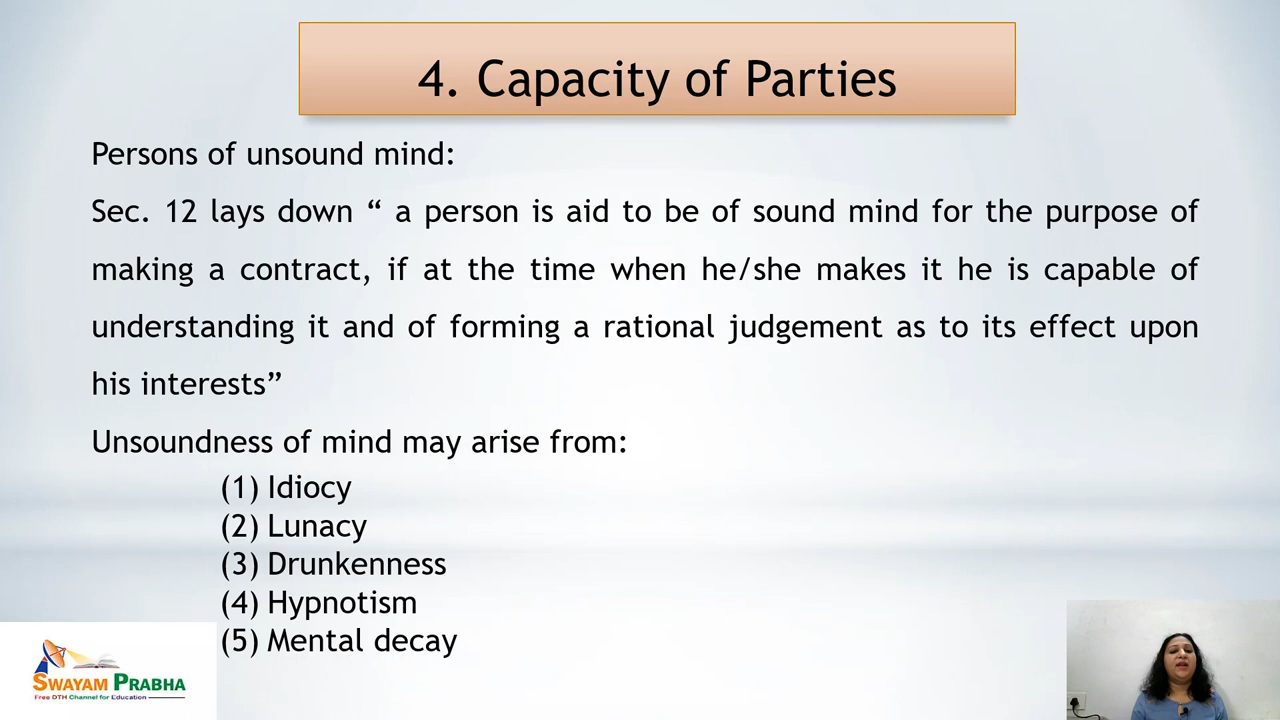 4. Capacity of Parties
Persons of unsound mind:
Sec. 12 lays down “ a person is aid to be of sound mind for the purpose of
making a contract, if at the time when he/she makes it he is capable of
understanding it and of forming a rational judgement as to its effect upon
his interests”
Unsoundness of mind may arise from:
(1) Idiocy
(2) Lunacy
(3) Drunkenness
(4) Hypnotism
(5) Mental decay
SWAYAM PRABHA
Free DTH Channel for Education